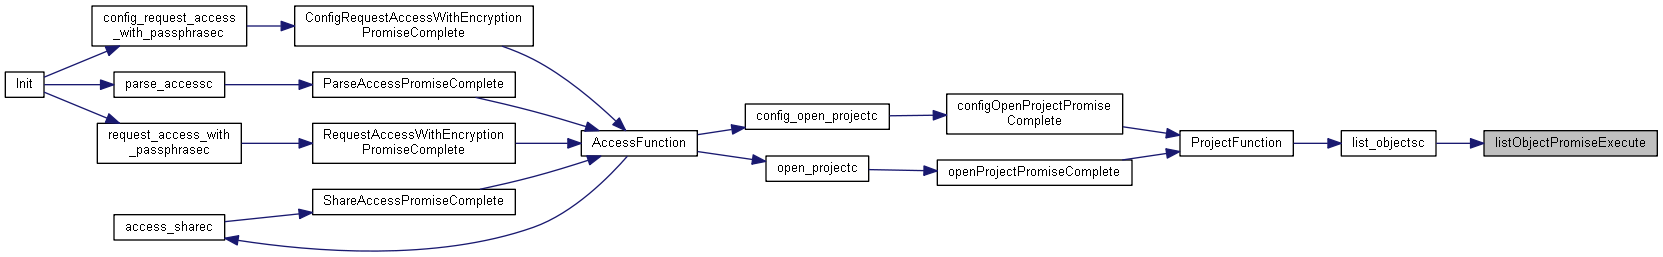 Init
config_request_access
_with_passphrasec
parse_accessc
request_access_with
_passphrasec
access_sharec
ConfigRequestAccessWithEncryption
PromiseComplete
ParseAccessPromiseComplete
RequestAccessWithEncryption
PromiseComplete
ShareAccessPromiseComplete
AccessFunction
config_open_projectc
open_projectc
configOpenProjectPromise
Complete
openProjectPromiseComplete
ProjectFunction
list_objectsc
listObjectPromiseExecute